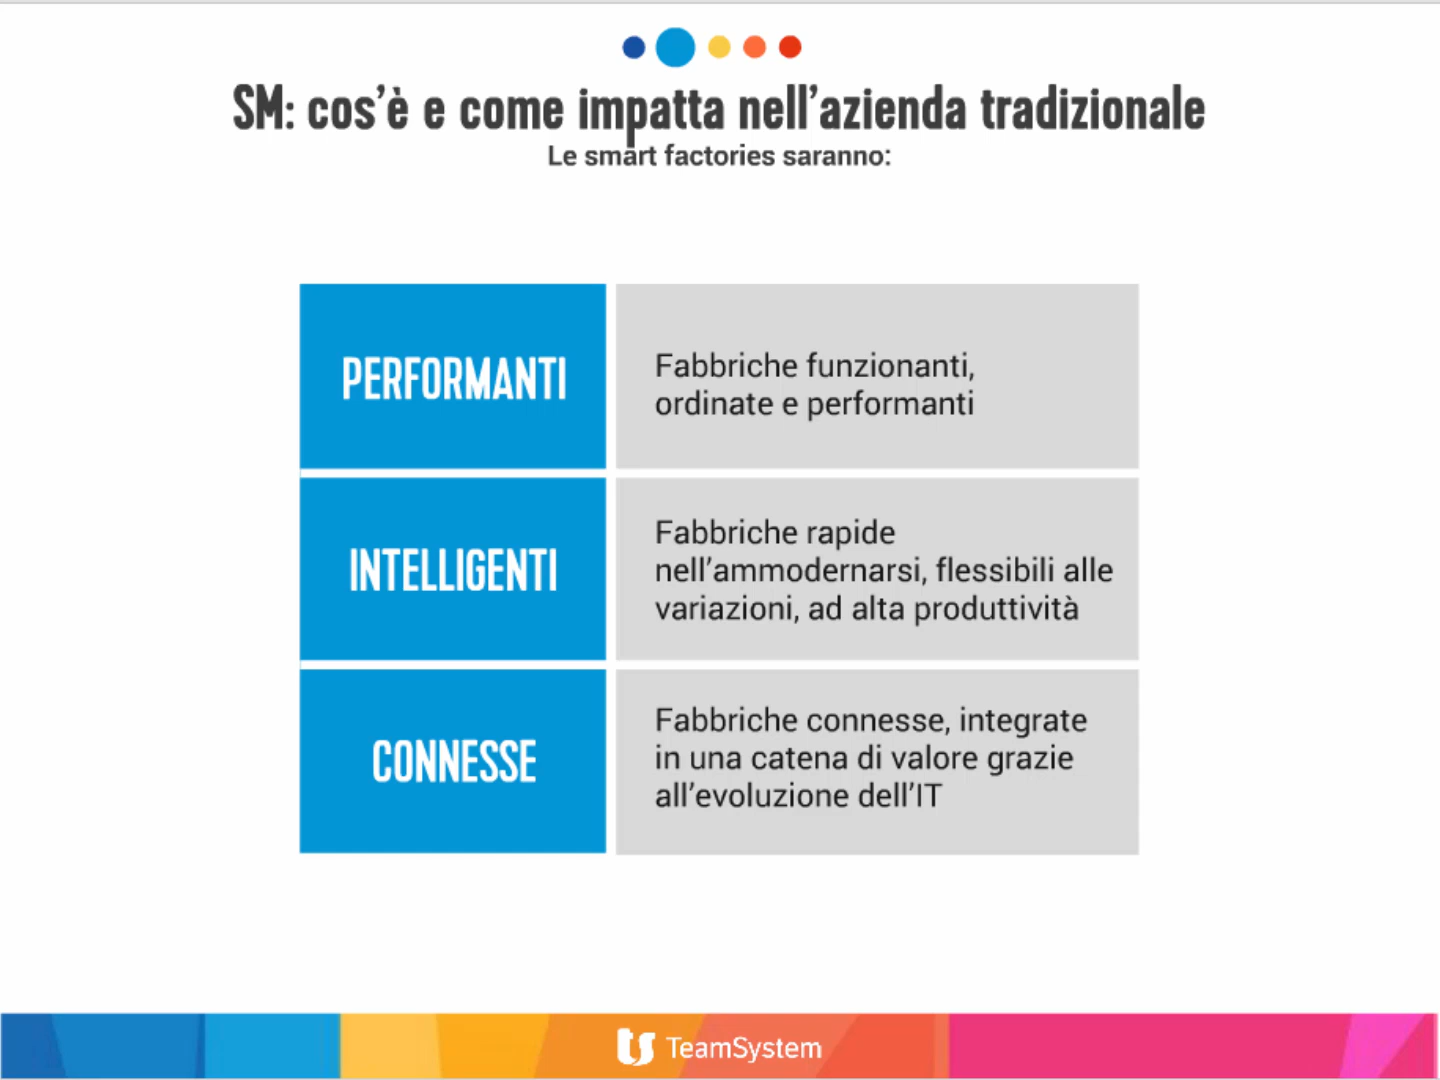 SM: cos’è e come impatta nell’azienda tradizionale
Le smart factories saranno:
PERFORMANTI
Fabbriche funzionanti,
ordinate e performanti
INTELLIGENTI
Fabbriche rapide
nell’ammodernarsi, flessibili alle
variazioni, ad alta produttività
CONNESSE
Fabbriche connesse, integrate
in una catena di valore grazie
all’evoluzione dell’IT
TeamSystem